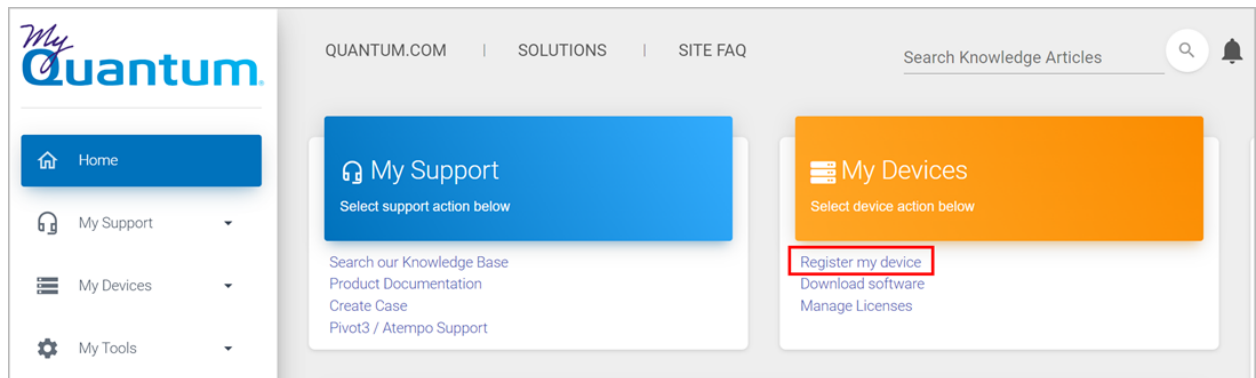 My
Quantum.
QUANTUM.COM | SOLUTIONS | SITE FAQ
Search Knowledge Articles
Home
My Support
My Devices
My Tools
My Support
Select support action below
Search our Knowledge Base
Product Documentation
Create Case
Pivot3 / Atempo Support
My Devices
Select device action below
Register my device
Download software
Manage Licenses